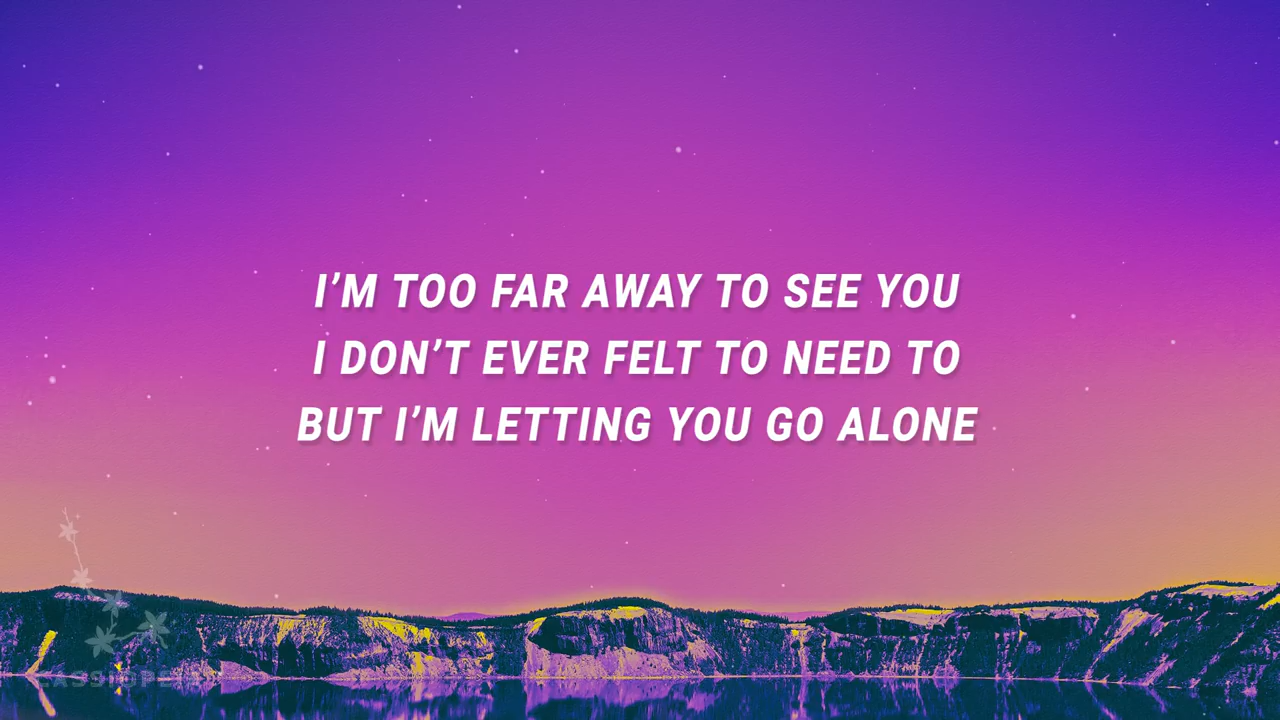 I'M TOO FAR AWAY TO SEE YOU
I DON'T EVER FELT TO NEED TO
BUT I'M LETTING YOU GO ALONE